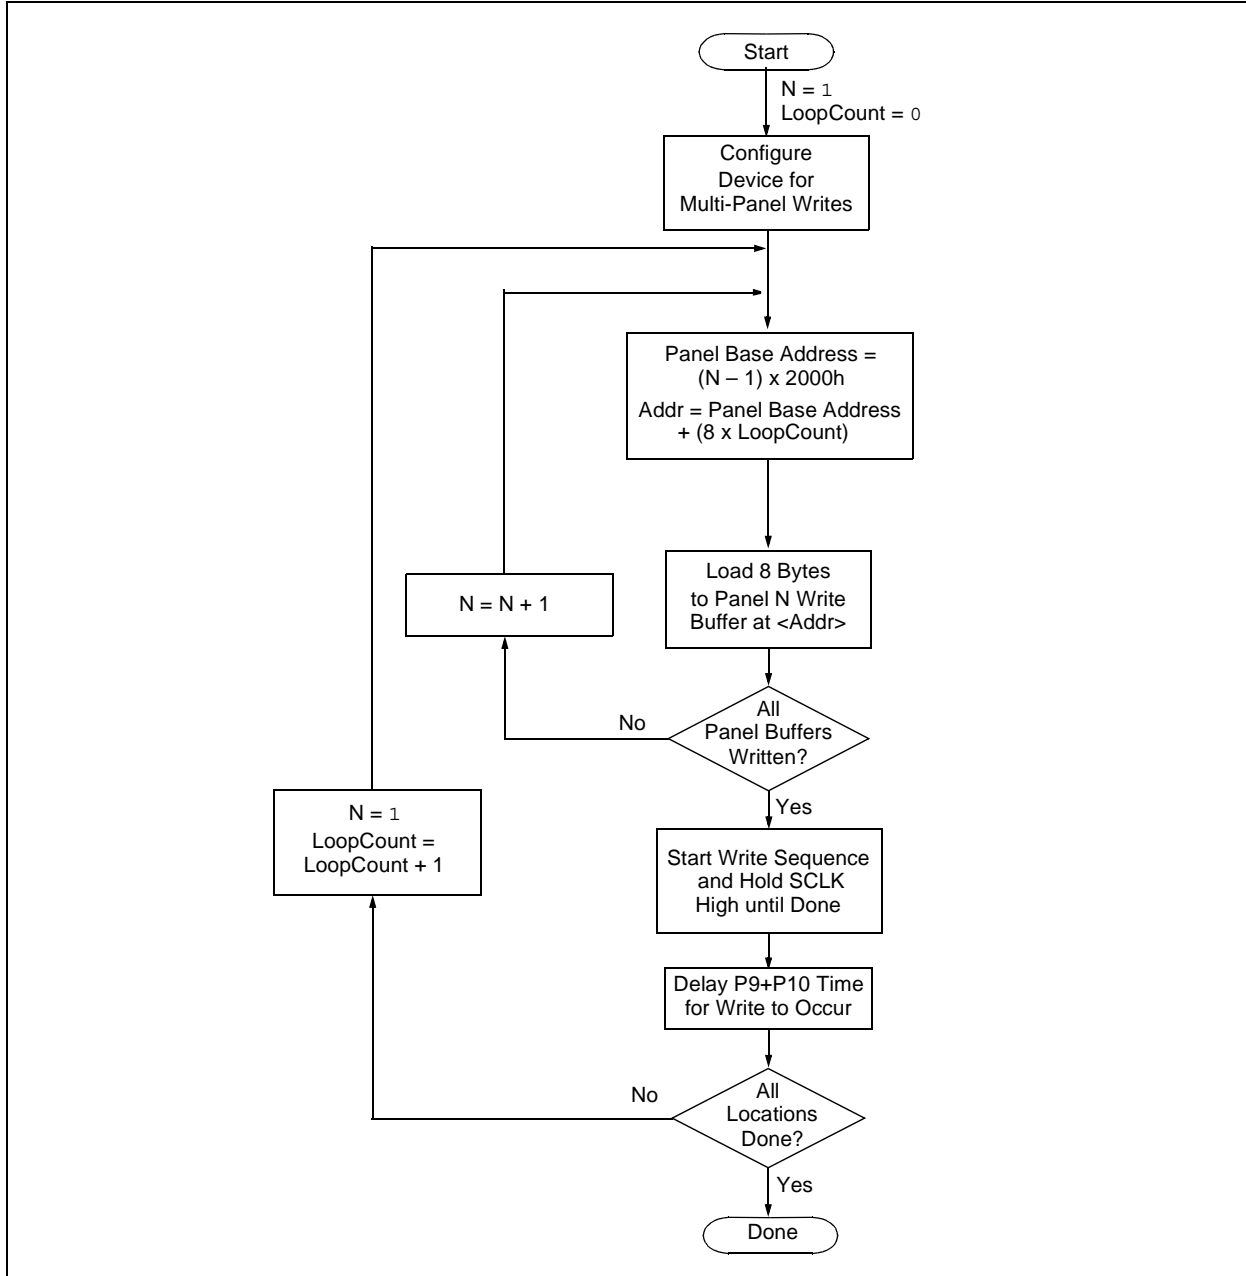 Start
N = 1
LoopCount = 0
Configure
Device for
Multi-Panel Writes
Panel Base Address =
(N – 1) x 2000h
Addr = Panel Base Address
+ (8 x LoopCount)
Load 8 Bytes
to Panel N Write
Buffer at <Addr>
N = N + 1
All
Panel Buffers
Written?
No
Yes
N = 1
LoopCount =
LoopCount + 1
Start Write Sequence
and Hold SCLK
High until Done
Delay P9+P10 Time
for Write to Occur
All
Locations
Done?
No
Yes
Done